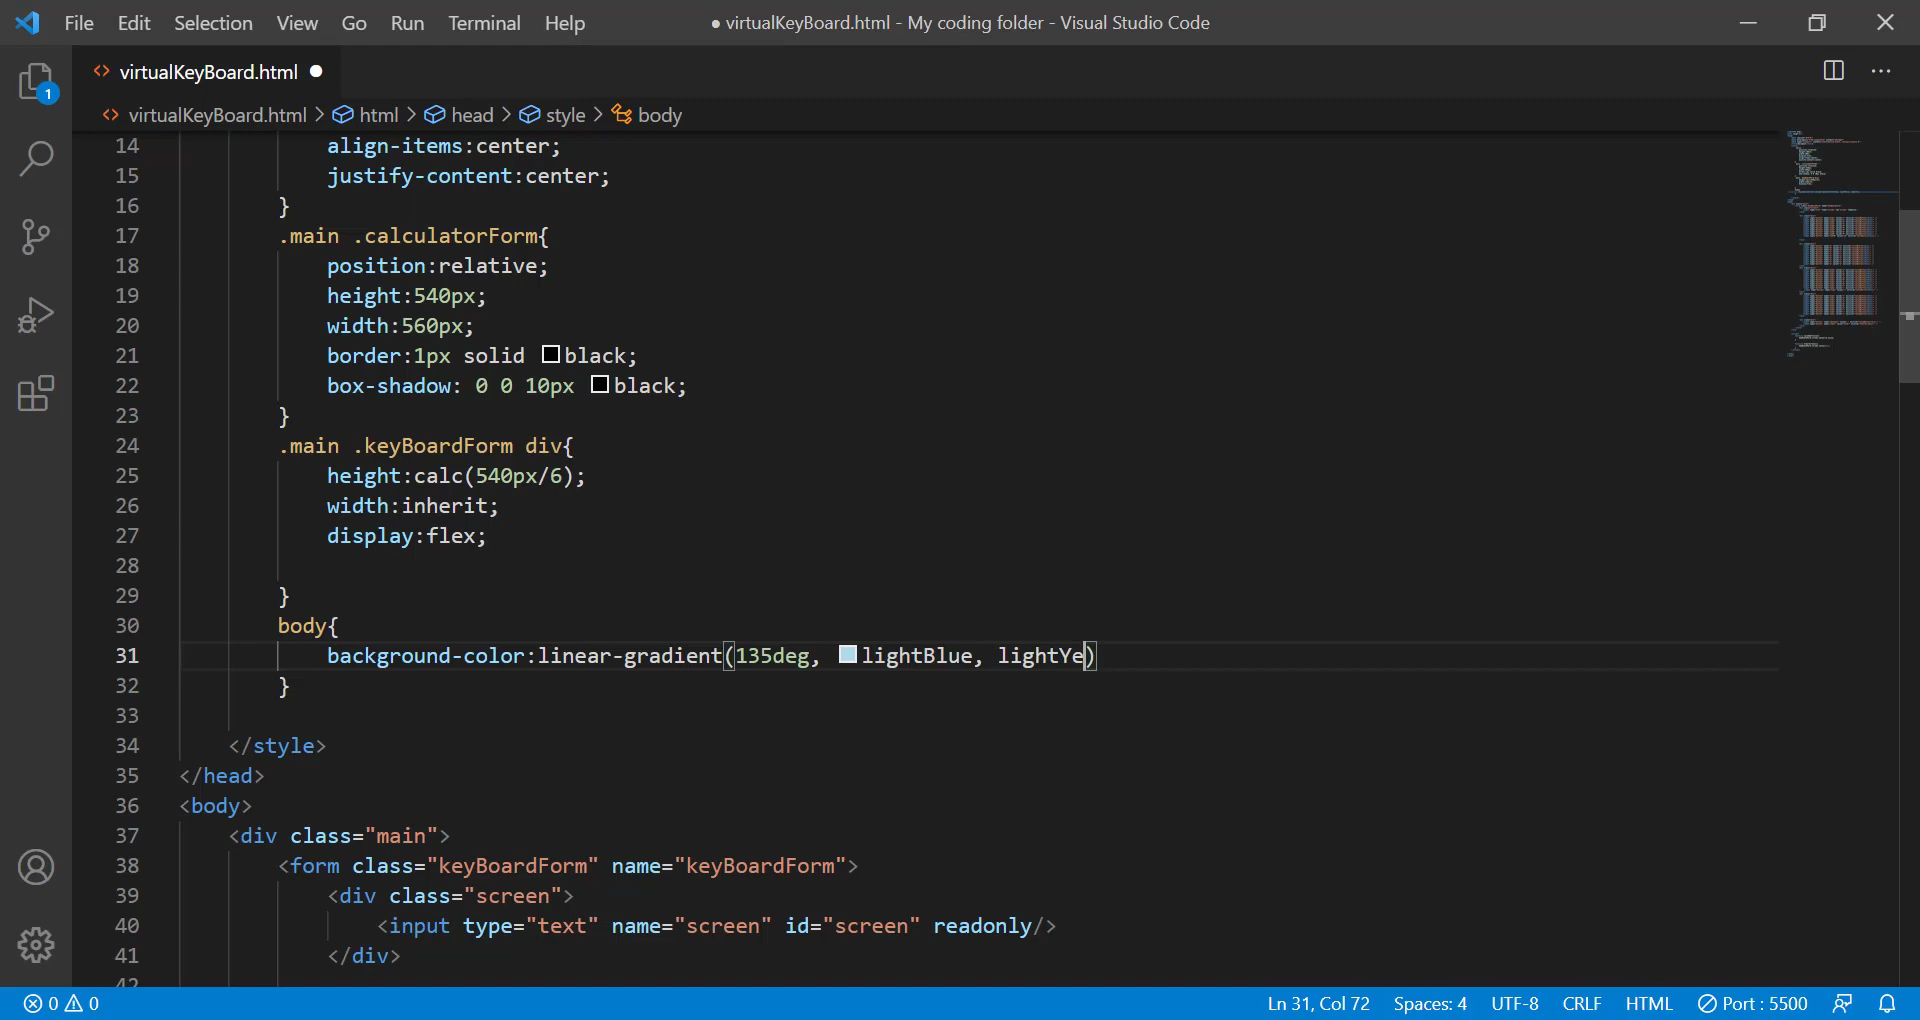 File Edit Selection View Go Run Terminal Help
● virtualKeyBoard.html - My coding folder - Visual Studio Code
1
<> virtualKeyBoard.html ●
<> virtualKeyBoard.html > html > head > style > body
14 align-items:center;
15 justify-content:center;
16 }
17 .main .calculatorForm{
18 position:relative;
19 height:540px;
20 width:560px;
21 border:1px solid black;
22 box-shadow: 0 0 10px black;
23 }
24 .main .keyBoardForm div{
25 height:calc(540px/6);
26 width:inherit;
27 display:flex;
28
29 }
30 body{
31 background-color:linear-gradient(135deg, lightBlue, lightYe)
32 }
33
34 </style>
35 </head>
36 <body>
37 <div class="main">
38 <form class="keyBoardForm" name="keyBoardForm">
39 <div class="screen">
40 <input type="text" name="screen" id="screen" readonly/>
41 </div>
42
0 0 Ln 31, Col 72 Spaces: 4 UTF-8 CRLF HTML Port : 5500